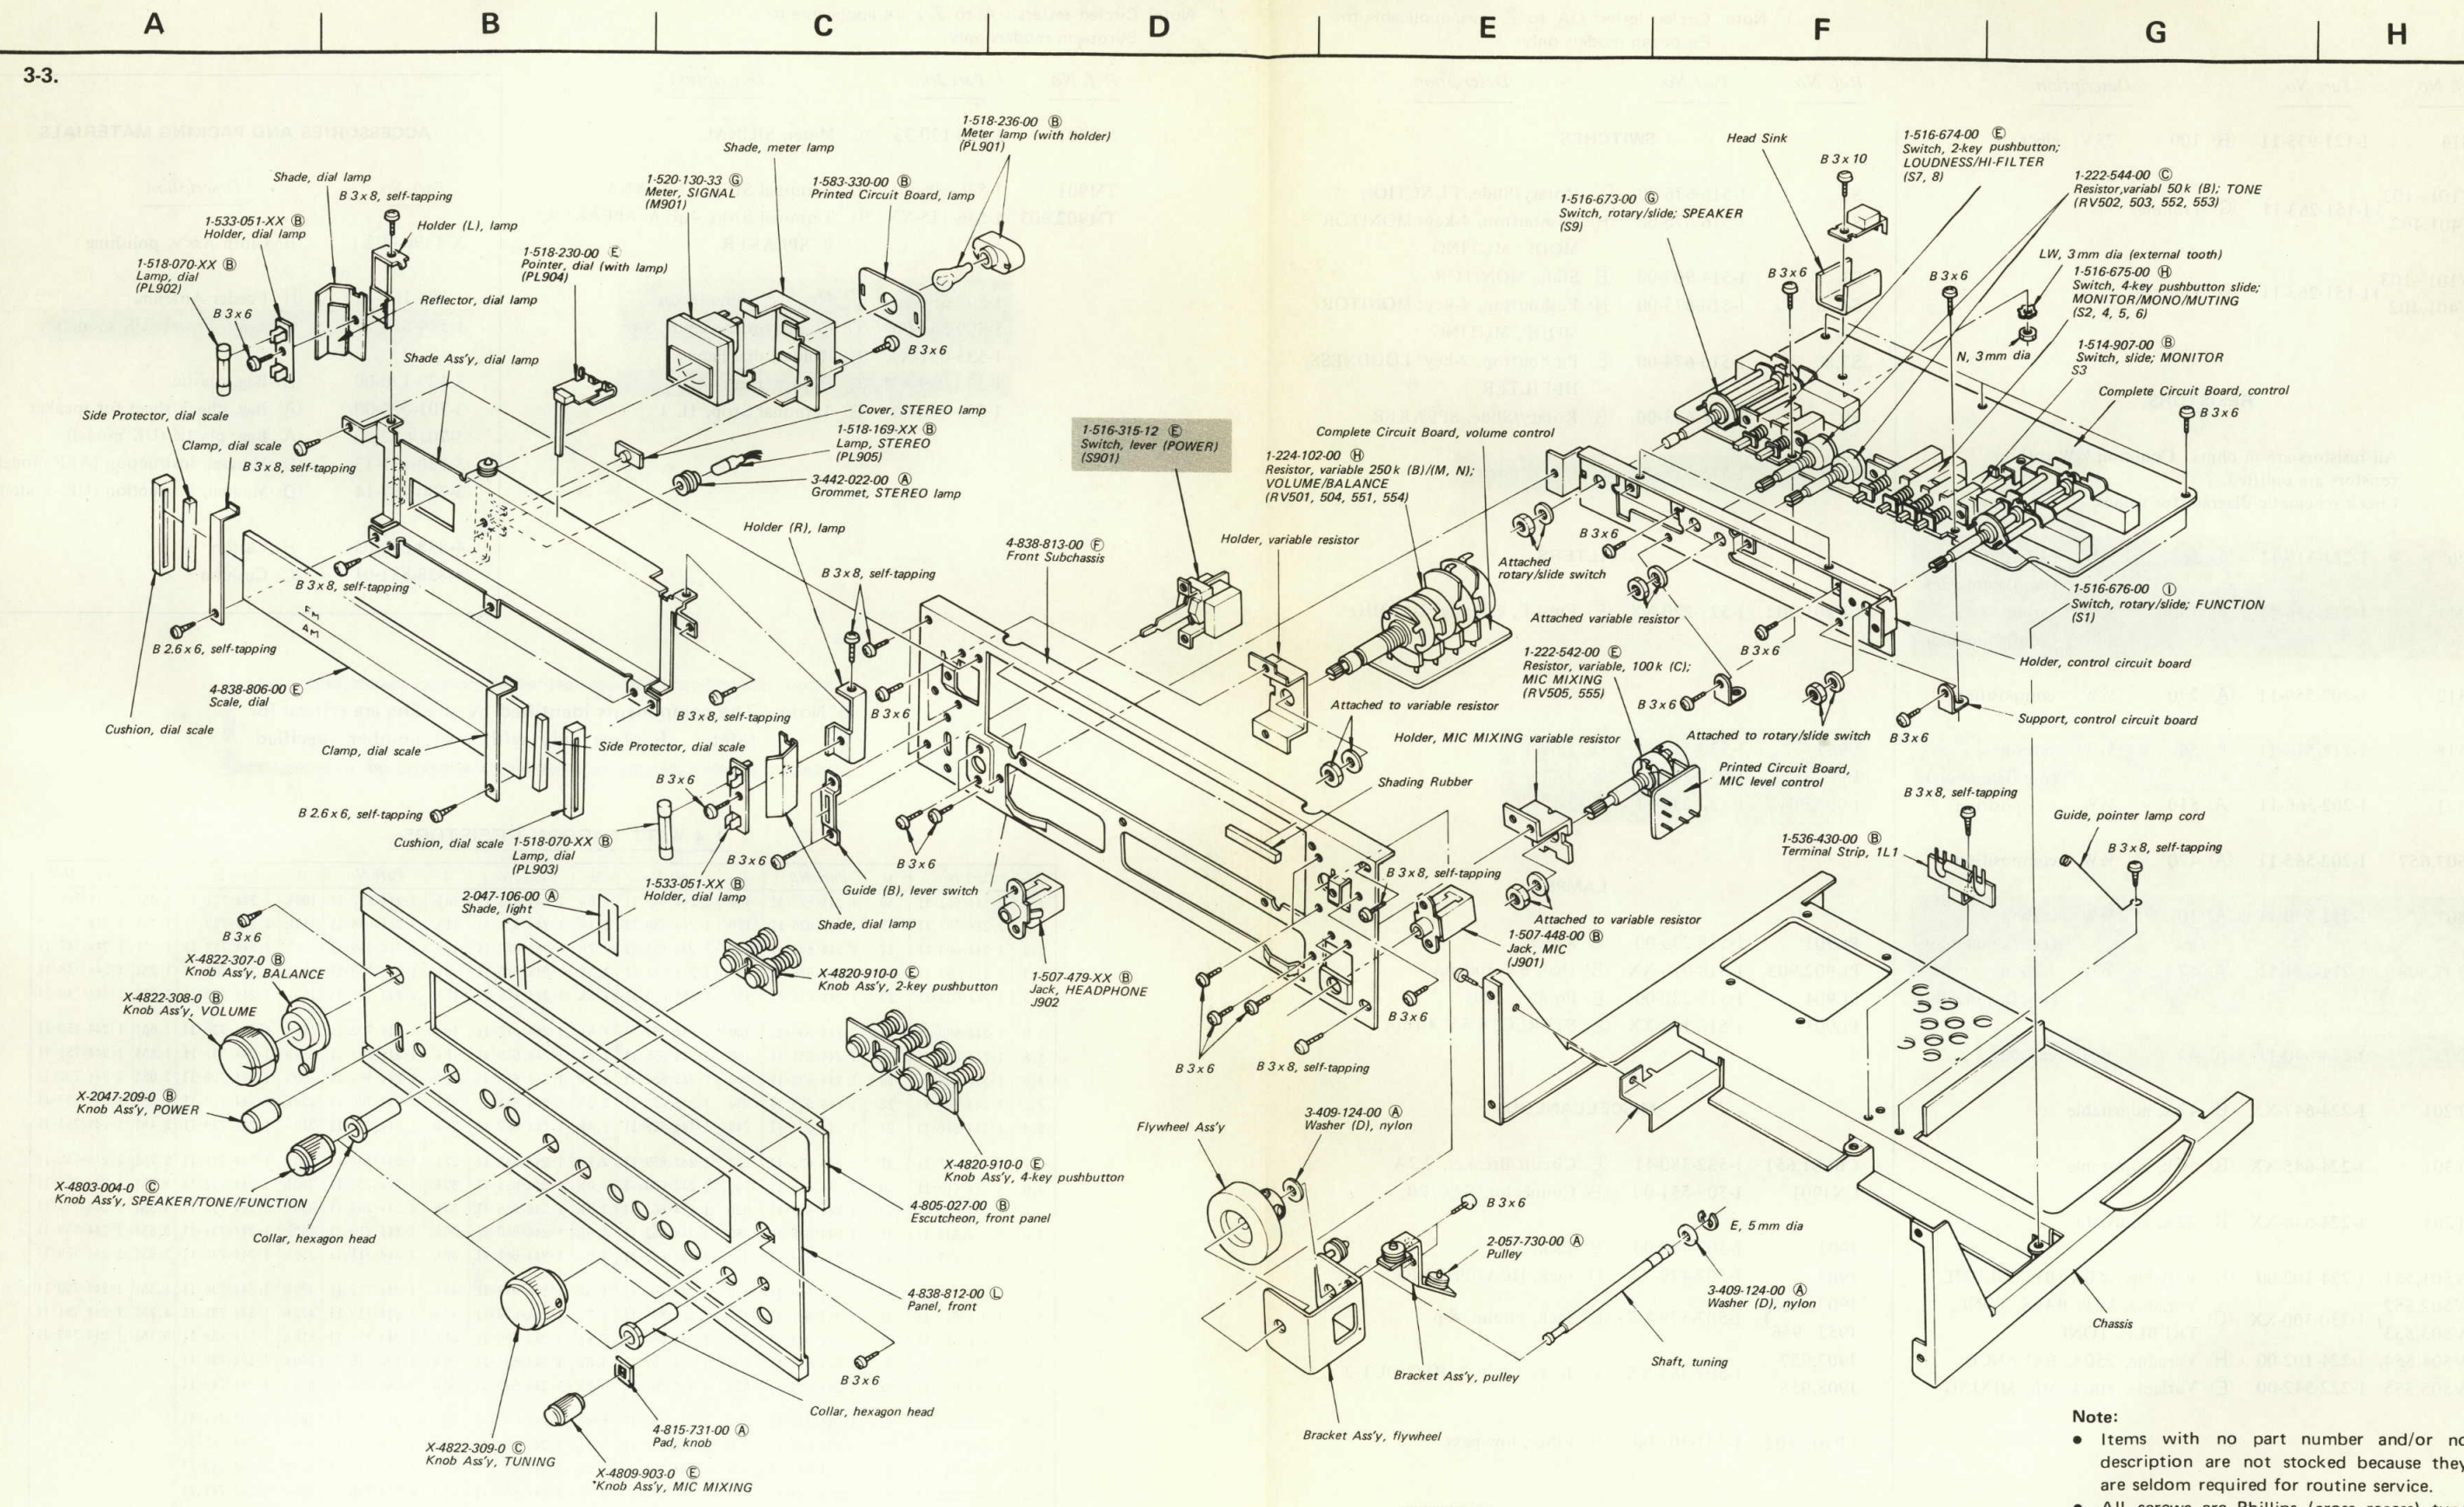 A
B
C
D
E
F
G
H
3-3.
Shade, dial lamp
B 3 x 8, self-tapping
1-533-051-XX Ⓑ
Holder, dial lamp
Holder (L), lamp
1-518-070-XX Ⓑ
Lamp, dial
(PL902)
B 3 x 6
Reflector, dial lamp
1-518-230-00 Ⓔ
Pointer, dial (with lamp)
(PL904)
Shade Ass'y, dial lamp
1-520-130-33 Ⓖ
Meter, SIGNAL
(M901)
Shade, meter lamp
1-583-330-00 Ⓑ
Printed Circuit Board, lamp
1-518-236-00 Ⓑ
Meter lamp (with holder)
(PL901)
B 3 x 6
Cover, STEREO lamp
1-518-169-XX Ⓑ
Lamp, STEREO
(PL905)
3-442-022-00 Ⓐ
Grommet, STEREO lamp
Side Protector, dial scale
Clamp, dial scale
B 3 x 8, self-tapping
B 3 x 8, self-tapping
FM
AM
B 2.6 x 6, self-tapping
4-838-806-00 Ⓔ
Scale, dial
Cushion, dial scale
Clamp, dial scale
Side Protector, dial scale
B 2.6 x 6, self-tapping
Cushion, dial scale
1-518-070-XX Ⓑ
Lamp, dial
(PL903)
B 3 x 8, self-tapping
Holder (R), lamp
B 3 x 8, self-tapping
B 3 x 6
B 3 x 6
1-533-051-XX Ⓑ
Holder, dial lamp
B 3 x 6
Shade, dial lamp
Guide (B), lever switch
B 3 x 6
4-838-813-00 Ⓕ
Front Subchassis
1-516-315-12 Ⓔ
Switch, lever (POWER)
(S901)
Holder, variable resistor
Complete Circuit Board, volume control
1-224-102-00 Ⓗ
Resistor, variable 250 k (B)/(M, N);
VOLUME/BALANCE
(RV501, 504, 551, 554)
Attached to variable resistor
Shading Rubber
1-516-673-00 Ⓖ
Switch, rotary/slide; SPEAKER
(S9)
Head Sink
B 3 x 10
B 3x6
1-516-674-00 Ⓔ
Switch, 2-key pushbutton;
LOUDNESS/HI-FILTER
(S7, 8)
1-222-544-00 Ⓒ
Resistor,variabl 50 k (B); TONE
(RV502, 503, 552, 553)
B 3x6
LW, 3 mm dia (external tooth)
N, 3 mm dia
1-516-675-00 Ⓗ
Switch, 4-key pushbutton slide;
MONITOR/MONO/MUTING
(S2, 4, 5, 6)
1-514-907-00 Ⓑ
Switch, slide; MONITOR
S3
Complete Circuit Board, control
B 3 x 6
Attached
rotary/slide switch
B 3x6
Attached variable resistor
1-516-676-00 Ⓘ
Switch, rotary/slide; FUNCTION
(S1)
B 3 x 6
Holder, control circuit board
1-222-542-00 Ⓔ
Resistor, variable, 100 k (C);
MIC MIXING
(RV505, 555)
B 3 x 6
Attached to rotary/slide switch
B 3 x 6
Support, control circuit board
Holder, MIC MIXING variable resistor
Printed Circuit Board,
MIC level control
B 3 x 8, self-tapping
1-536-430-00 Ⓑ
Terminal Strip, 1L1
Guide, pointer lamp cord
B 3 x 8, self-tapping
B 3 x 8, self-tapping
Attached to variable resistor
1-507-448-00 Ⓑ
Jack, MIC
(J901)
1-507-479-XX Ⓑ
Jack, HEADPHONE
J902
B 3 x 6
B 3 x 6
B 3 x 8, self-tapping
2-047-106-00 Ⓐ
Shade, light
B 3 x 6
X-4822-307-0 Ⓑ
Knob Ass'y, BALANCE
X-4822-308-0 Ⓑ
Knob Ass'y, VOLUME
X-4820-910-0 Ⓔ
Knob Ass'y, 2-key pushbutton
X-2047-209-0 Ⓑ
Knob Ass'y, POWER
X-4803-004-0 Ⓒ
Knob Ass'y, SPEAKER/TONE/FUNCTION
Collar, hexagon head
X-4820-910-0 Ⓔ
Knob Ass'y, 4-key pushbutton
4-805-027-00 Ⓑ
Escutcheon, front panel
4-838-812-00 Ⓛ
Panel, front
B 3 x 6
Collar, hexagon head
4-815-731-00 Ⓐ
Pad, knob
X-4822-309-0 Ⓒ
Knob Ass'y, TUNING
X-4809-903-0 Ⓔ
Knob Ass'y, MIC MIXING
Flywheel Ass'y
3-409-124-00 Ⓐ
Washer (D), nylon
B 3 x 6
2-057-730-00 Ⓐ
Pulley
E, 5 mm dia
3-409-124-00 Ⓐ
Washer (D), nylon
Shaft, tuning
Bracket Ass'y, pulley
Bracket Ass'y, flywheel
Chassis
Note:
● Items with no part number and/or no
description are not stocked because they
are seldom required for routine service.
● All screws are Phillips (cross recess) type